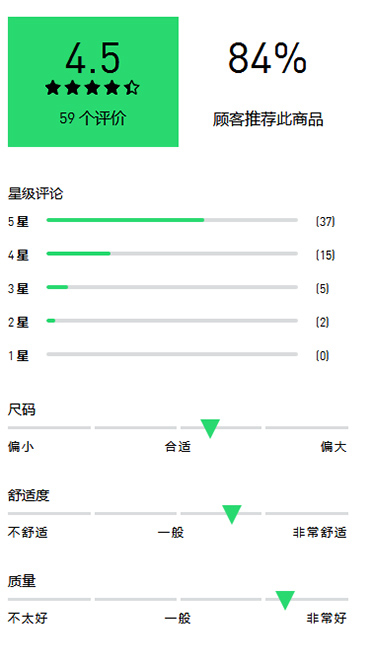 4.5
84%
59 个评价
顾客推荐此商品
星级评论
5 星 (37)
4 星 (15)
3 星 (5)
2 星 (2)
1 星 (0)
尺码
偏小 合适 偏大
舒适度
不舒适 一般 非常舒适
质量
不太好 一般 非常好